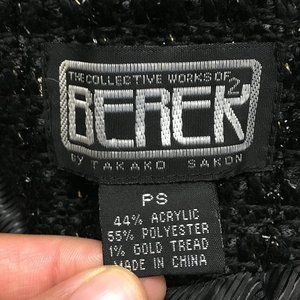 THE COLLECTIVE WORKS OF
BEREK²
BY TAKAKO SAKON
PS
44% ACRYLIC
55% POLYESTER
1% GOLD TREAD
MADE IN CHINA